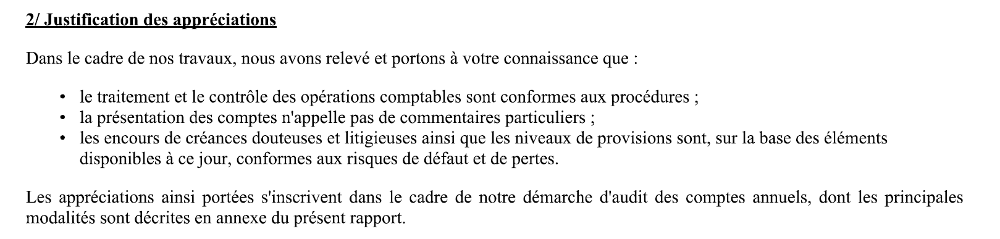 2/ Justification des appréciations
Dans le cadre de nos travaux, nous avons relevé et portons à votre connaissance que :
• le traitement et le contrôle des opérations comptables sont conformes aux procédures ;
• la présentation des comptes n'appelle pas de commentaires particuliers ;
• les encours de créances douteuses et litigieuses ainsi que les niveaux de provisions sont, sur la base des éléments
disponibles à ce jour, conformes aux risques de défaut et de pertes.
Les appréciations ainsi portées s'inscrivent dans le cadre de notre démarche d'audit des comptes annuels, dont les principales
modalités sont décrites en annexe du présent rapport.